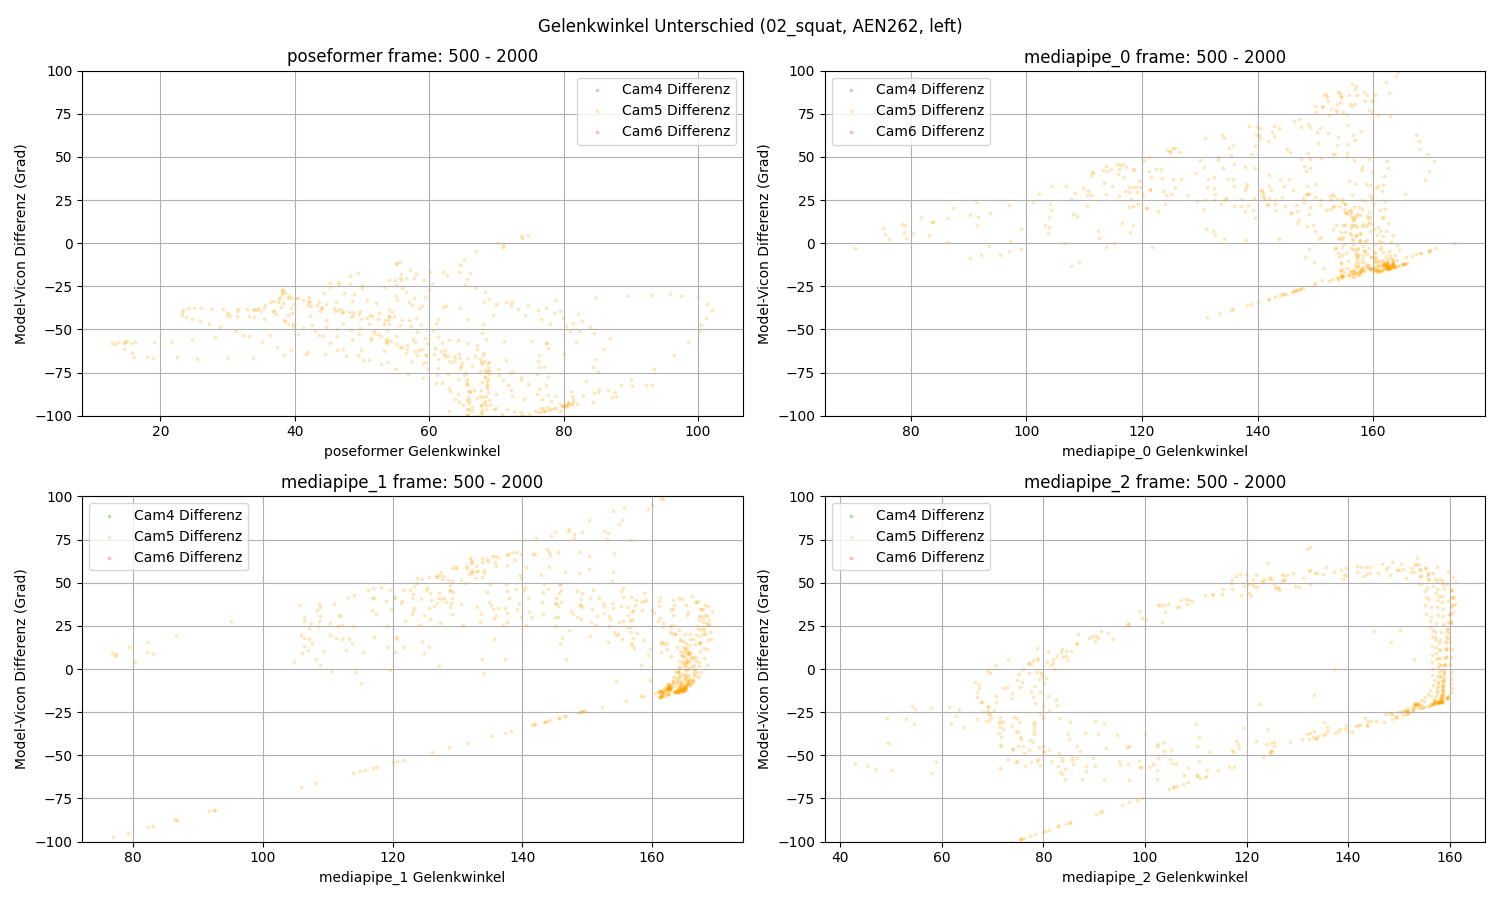 Gelenkwinkel Unterschied (02_squat, AEN262, left)
poseformer frame: 500 - 2000
100
75
50
25
0
−25
−50
−75
−100
Model-Vicon Differenz (Grad)
Cam4 Differenz
Cam5 Differenz
Cam6 Differenz
20 40 60 80 100
poseformer Gelenkwinkel
mediapipe_0 frame: 500 - 2000
100
75
50
25
0
−25
−50
−75
−100
Model-Vicon Differenz (Grad)
Cam4 Differenz
Cam5 Differenz
Cam6 Differenz
80 100 120 140 160
mediapipe_0 Gelenkwinkel
mediapipe_1 frame: 500 - 2000
100
75
50
25
0
−25
−50
−75
−100
Model-Vicon Differenz (Grad)
Cam4 Differenz
Cam5 Differenz
Cam6 Differenz
80 100 120 140 160
mediapipe_1 Gelenkwinkel
mediapipe_2 frame: 500 - 2000
100
75
50
25
0
−25
−50
−75
−100
Model-Vicon Differenz (Grad)
Cam4 Differenz
Cam5 Differenz
Cam6 Differenz
40 60 80 100 120 140 160
mediapipe_2 Gelenkwinkel